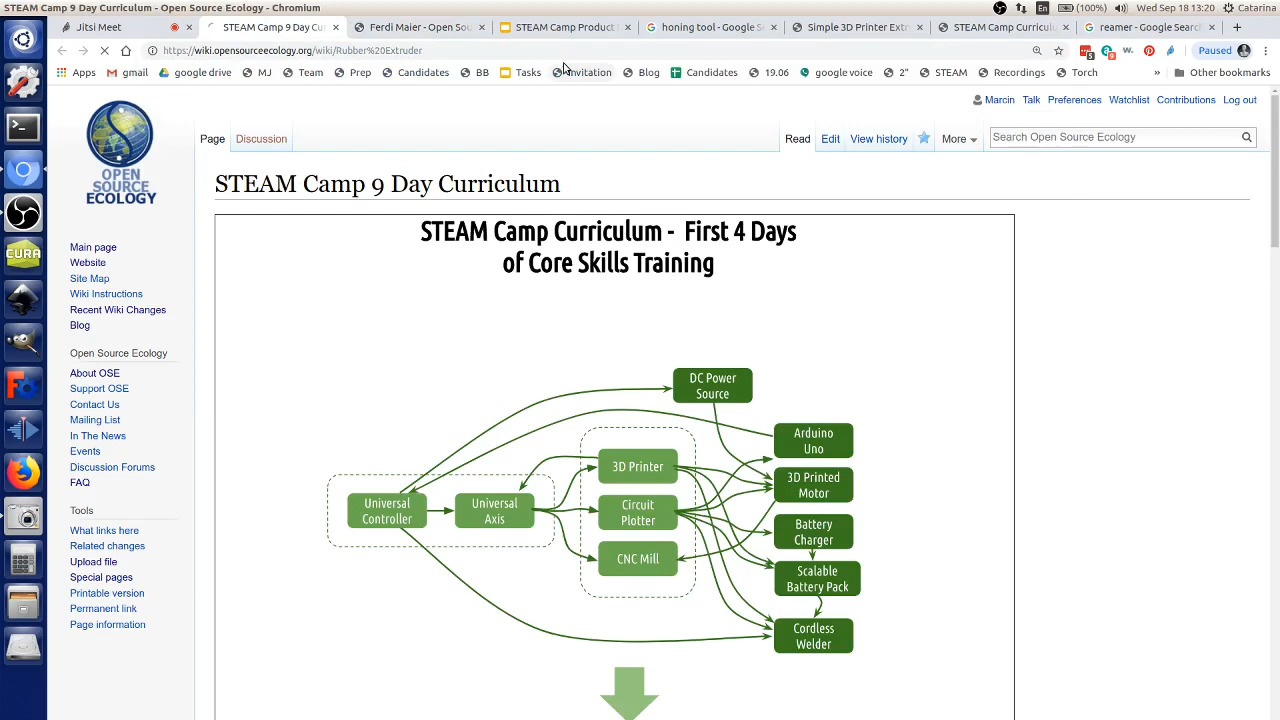 STEAM Camp 9 Day Curriculum - Open Source Ecology - Chromium
En (100%) Wed Sep 18 13:20 Catarina
Jitsi Meet STEAM Camp 9 Day Cur Ferdi Maier - Open So STEAM Camp Product honing tool - Google Se Simple 3D Printer Extr STEAM Camp Curriculum reamer - Google Search
https://wiki.opensourceecology.org/wiki/Rubber%20Extruder Paused
Apps gmail google drive MJ Team Prep Candidates BB Tasks Invitation Blog Candidates 19.06 google voice 2" STEAM Recordings Torch » Other bookmarks
Marcin Talk Preferences Watchlist Contributions Log out
Page Discussion Read Edit View history More Search Open Source Ecology
OPEN
SOURCE
ECOLOGY
STEAM Camp 9 Day Curriculum
Main page
Website
Site Map
Wiki Instructions
Recent Wiki Changes
Blog
Open Source Ecology
About OSE
Support OSE
Contact Us
Mailing List
In The News
Events
Discussion Forums
FAQ
Tools
What links here
Related changes
Upload file
Special pages
Printable version
Permanent link
Page information
STEAM Camp Curriculum - First 4 Days
of Core Skills Training
DC Power
Source
Arduino
Uno
3D Printer
3D Printed
Motor
Universal
Controller
Universal
Axis
Circuit
Plotter
Battery
Charger
CNC Mill
Scalable
Battery Pack
Cordless
Welder
CURA